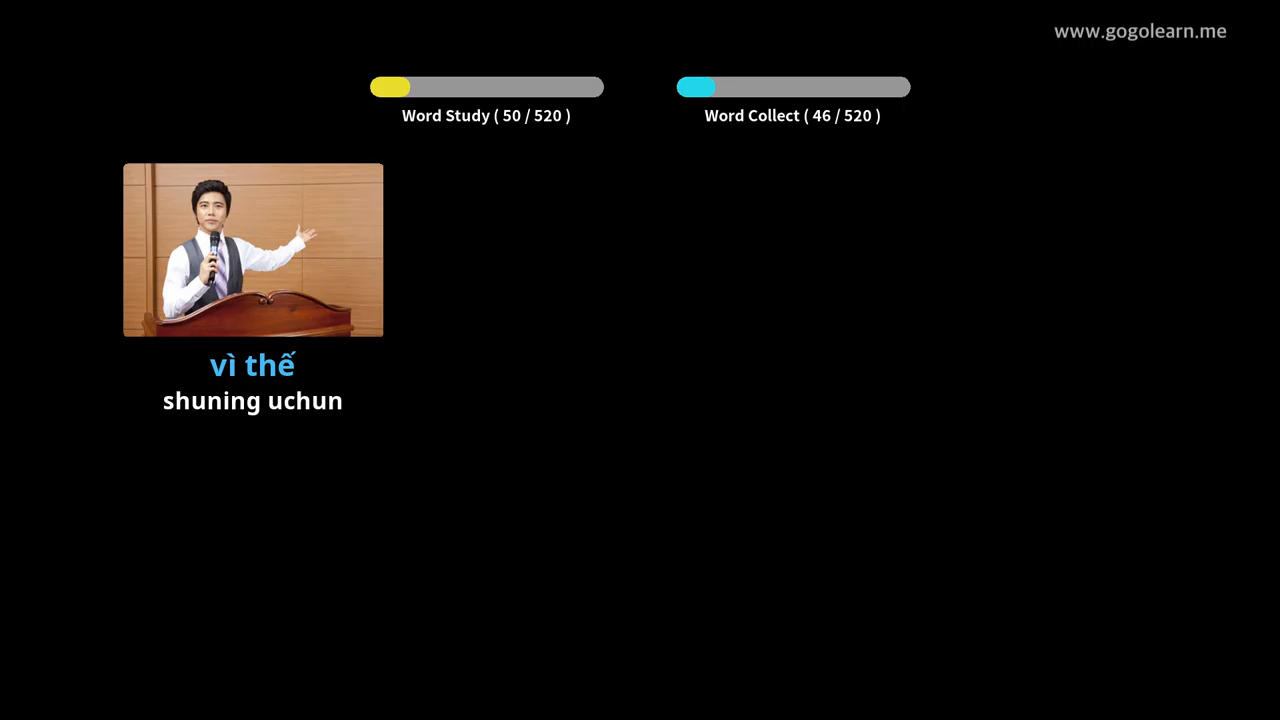 www.gogolearn.me
Word Study ( 50 / 520 )
Word Collect ( 46 / 520 )
vì thế
shuning uchun